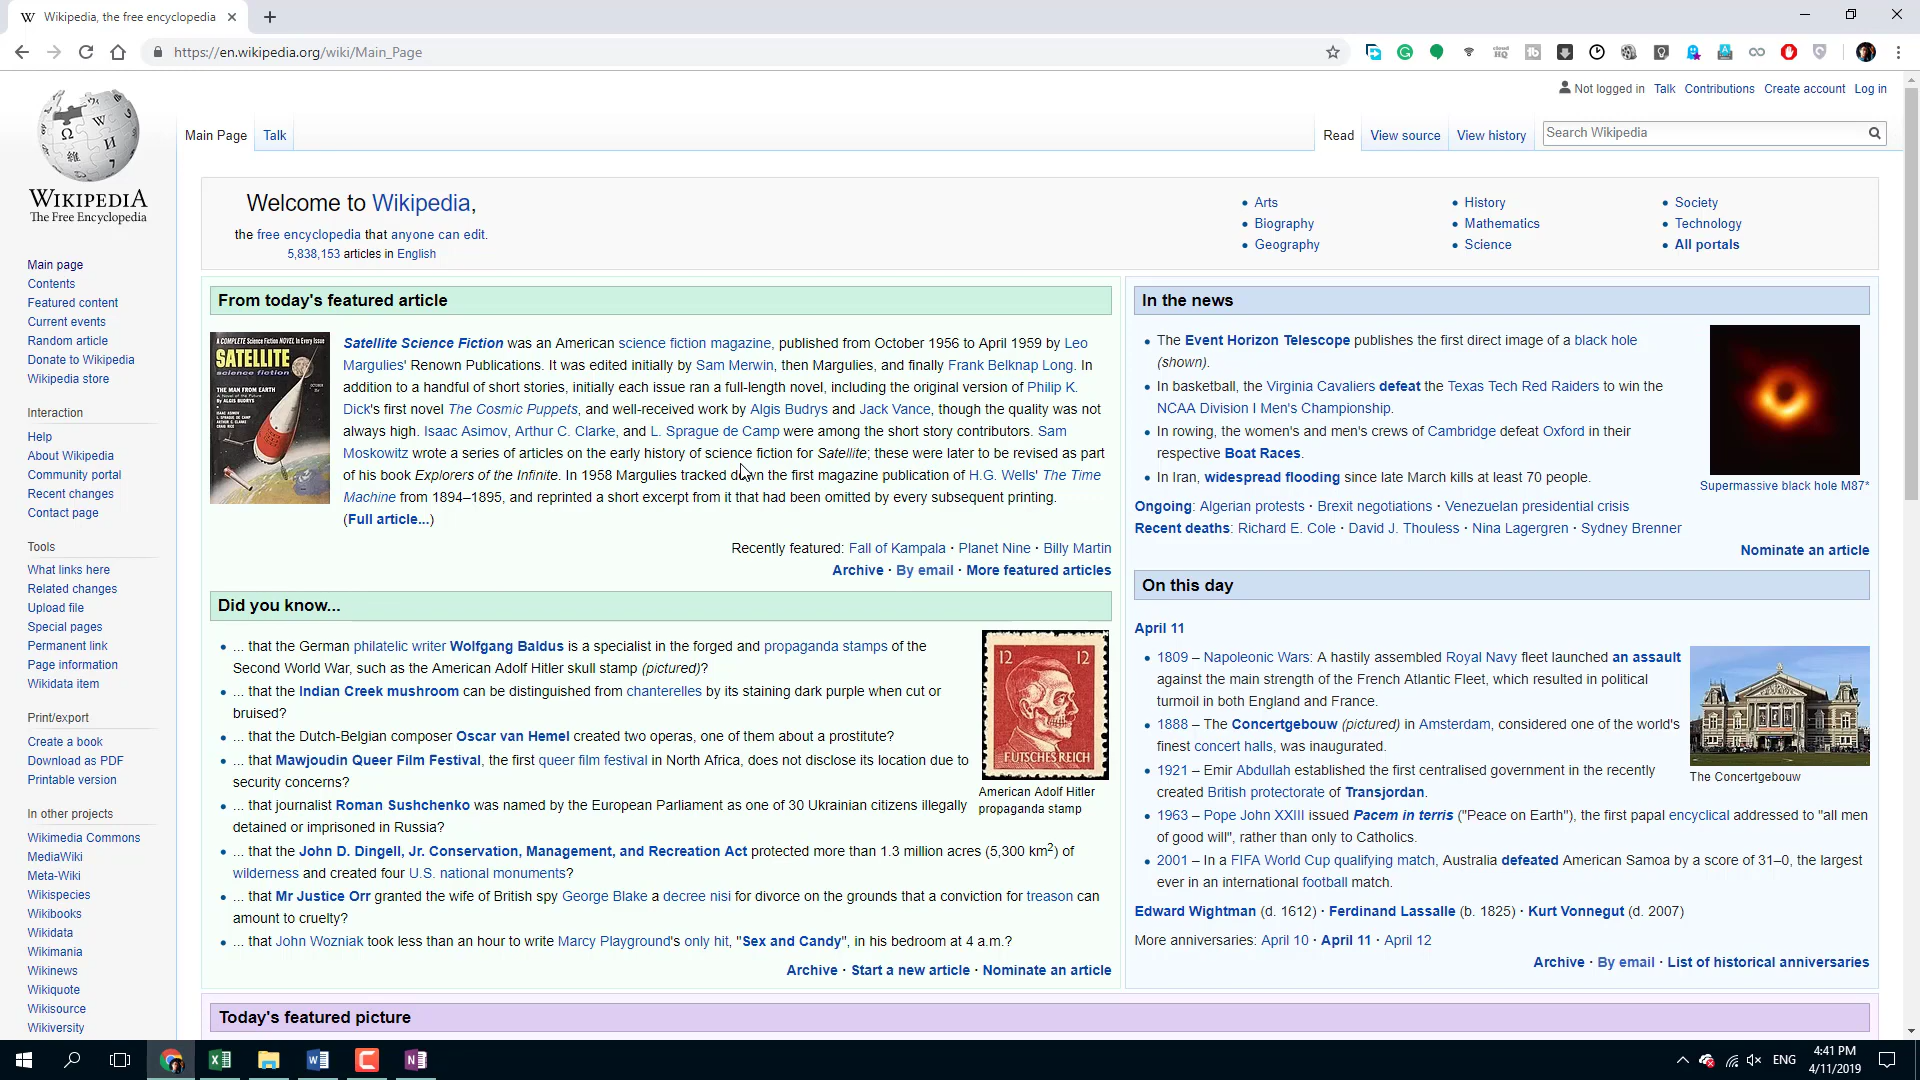 Wikipedia, the free encyclopedia
https://en.wikipedia.org/wiki/Main_Page
Not logged in Talk Contributions Create account Log in
Main Page Talk Read View source View history Search Wikipedia
WIKIPEDIA
The Free Encyclopedia
Main page
Contents
Featured content
Current events
Random article
Donate to Wikipedia
Wikipedia store
Interaction
Help
About Wikipedia
Community portal
Recent changes
Contact page
Tools
What links here
Related changes
Upload file
Special pages
Permanent link
Page information
Wikidata item
Print/export
Create a book
Download as PDF
Printable version
In other projects
Wikimedia Commons
MediaWiki
Meta-Wiki
Wikispecies
Wikibooks
Wikidata
Wikimania
Wikinews
Wikiquote
Wikisource
Wikiversity
Welcome to Wikipedia,
the free encyclopedia that anyone can edit.
5,838,153 articles in English
Arts
Biography
Geography
History
Mathematics
Science
Society
Technology
All portals
From today's featured article
A COMPLETE Science Fiction NOVEL In Every Issue
SATELLITE
science fiction
THE MAN FROM EARTH
Satellite Science Fiction was an American science fiction magazine, published from October 1956 to April 1959 by Leo
Margulies' Renown Publications. It was edited initially by Sam Merwin, then Margulies, and finally Frank Belknap Long. In
addition to a handful of short stories, initially each issue ran a full-length novel, including the original version of Philip K.
Dick's first novel The Cosmic Puppets, and well-received work by Algis Budrys and Jack Vance, though the quality was not
always high. Isaac Asimov, Arthur C. Clarke, and L. Sprague de Camp were among the short story contributors. Sam
Moskowitz wrote a series of articles on the early history of science fiction for Satellite; these were later to be revised as part
of his book Explorers of the Infinite. In 1958 Margulies tracked down the first magazine publication of H.G. Wells' The Time
Machine from 1894–1895, and reprinted a short excerpt from it that had been omitted by every subsequent printing.
(Full article...)
Recently featured: Fall of Kampala · Planet Nine · Billy Martin
Archive · By email · More featured articles
Did you know...
... that the German philatelic writer Wolfgang Baldus is a specialist in the forged and propaganda stamps of the
Second World War, such as the American Adolf Hitler skull stamp (pictured)?
... that the Indian Creek mushroom can be distinguished from chanterelles by its staining dark purple when cut or
bruised?
... that the Dutch-Belgian composer Oscar van Hemel created two operas, one of them about a prostitute?
... that Mawjoudin Queer Film Festival, the first queer film festival in North Africa, does not disclose its location due to
security concerns?
... that journalist Roman Sushchenko was named by the European Parliament as one of 30 Ukrainian citizens illegally
detained or imprisoned in Russia?
... that the John D. Dingell, Jr. Conservation, Management, and Recreation Act protected more than 1.3 million acres (5,300 km2) of
wilderness and created four U.S. national monuments?
... that Mr Justice Orr granted the wife of British spy George Blake a decree nisi for divorce on the grounds that a conviction for treason can
amount to cruelty?
... that John Wozniak took less than an hour to write Marcy Playground's only hit, "Sex and Candy", in his bedroom at 4 a.m.?
12 12
FUTSCHES REICH
American Adolf Hitler
propaganda stamp
Archive · Start a new article · Nominate an article
Today's featured picture
In the news
The Event Horizon Telescope publishes the first direct image of a black hole
(shown).
In basketball, the Virginia Cavaliers defeat the Texas Tech Red Raiders to win the
NCAA Division I Men's Championship.
In rowing, the women's and men's crews of Cambridge defeat Oxford in their
respective Boat Races.
In Iran, widespread flooding since late March kills at least 70 people.
Supermassive black hole M87*
Ongoing: Algerian protests · Brexit negotiations · Venezuelan presidential crisis
Recent deaths: Richard E. Cole · David J. Thouless · Nina Lagergren · Sydney Brenner
Nominate an article
On this day
April 11
1809 – Napoleonic Wars: A hastily assembled Royal Navy fleet launched an assault
against the main strength of the French Atlantic Fleet, which resulted in political
turmoil in both England and France.
1888 – The Concertgebouw (pictured) in Amsterdam, considered one of the world's
finest concert halls, was inaugurated.
1921 – Emir Abdullah established the first centralised government in the recently
created British protectorate of Transjordan.
1963 – Pope John XXIII issued Pacem in terris ("Peace on Earth"), the first papal encyclical addressed to "all men
of good will", rather than only to Catholics.
2001 – In a FIFA World Cup qualifying match, Australia defeated American Samoa by a score of 31–0, the largest
ever in an international football match.
The Concertgebouw
Edward Wightman (d. 1612) · Ferdinand Lassalle (b. 1825) · Kurt Vonnegut (d. 2007)
More anniversaries: April 10 · April 11 · April 12
Archive · By email · List of historical anniversaries
ENG
4:41 PM
4/11/2019